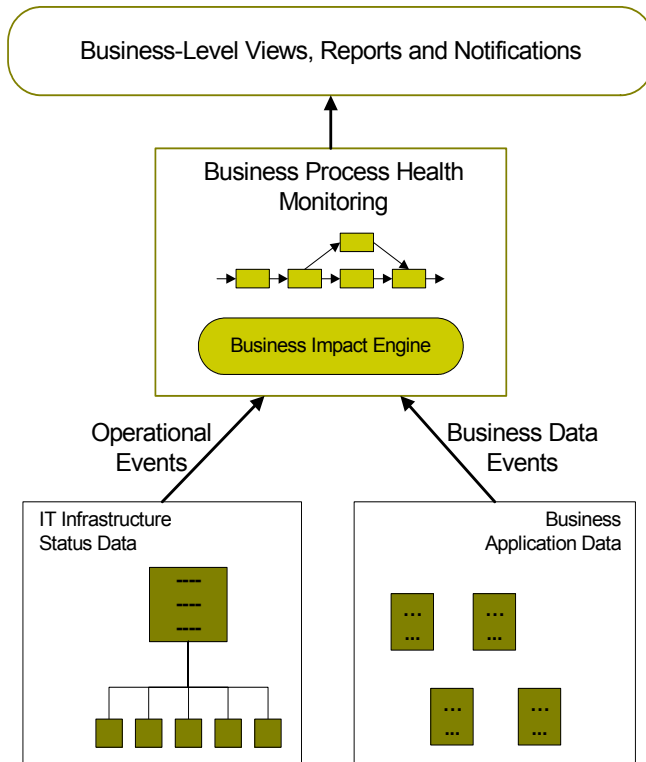 Business-Level Views, Reports and Notifications
Business Process Health
Monitoring
Business Impact Engine
Operational
Events
Business Data
Events
IT Infrastructure
Status Data
----
----
----
Business
Application Data
...
...
...
...
...
...
...
...